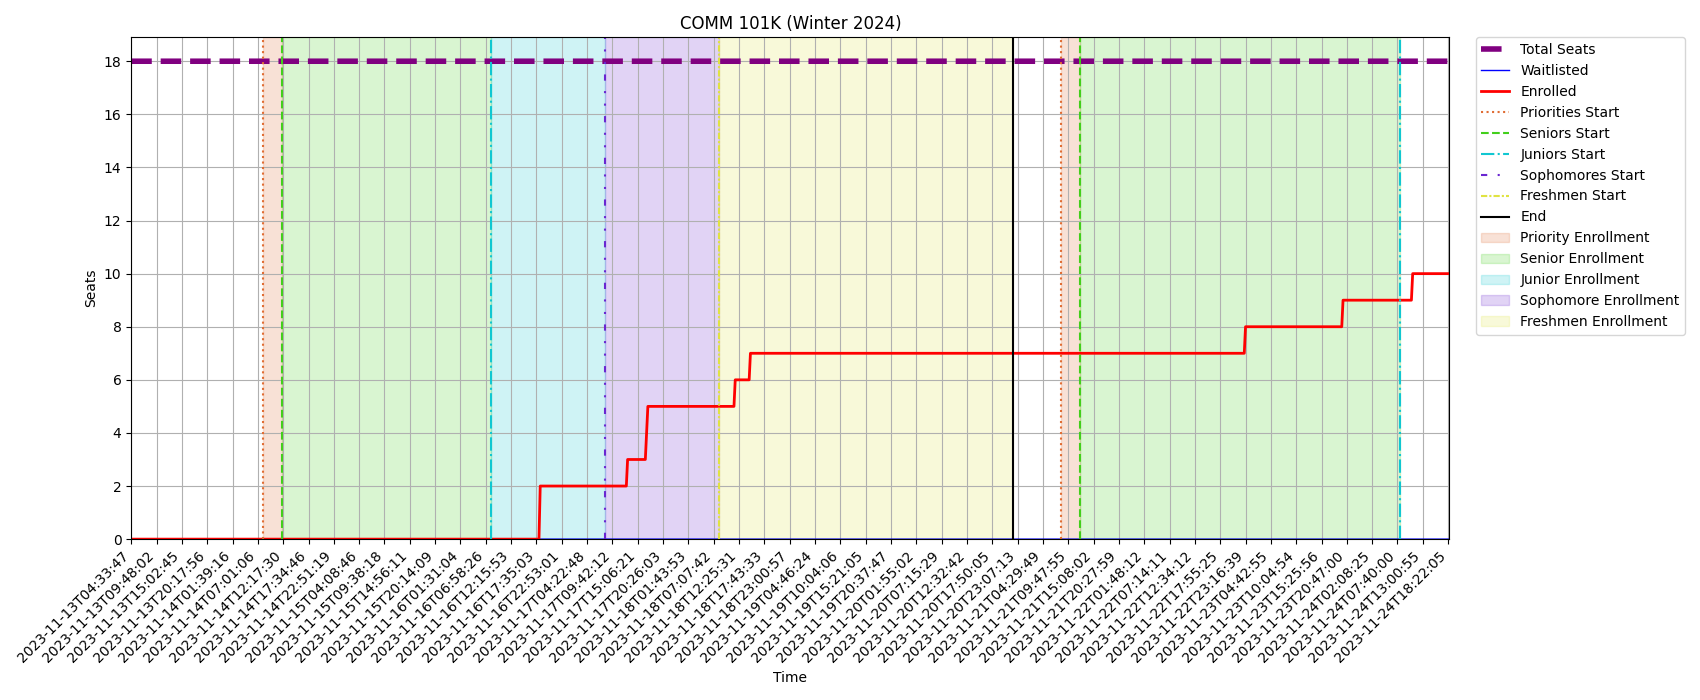 COMM 101K (Winter 2024)
Seats
18
16
14
12
10
8
6
4
2
0
2023-11-13T04:33:47
2023-11-13T09:48:02
2023-11-13T15:02:45
2023-11-13T20:17:56
2023-11-14T01:39:16
2023-11-14T07:01:06
2023-11-14T12:17:30
2023-11-14T17:34:46
2023-11-14T22:51:19
2023-11-15T04:08:46
2023-11-15T09:38:18
2023-11-15T14:56:11
2023-11-15T20:14:09
2023-11-16T01:31:04
2023-11-16T06:58:26
2023-11-16T12:15:53
2023-11-16T17:35:03
2023-11-16T22:53:01
2023-11-17T04:22:48
2023-11-17T09:42:12
2023-11-17T15:06:21
2023-11-17T20:26:03
2023-11-18T01:43:53
2023-11-18T07:07:42
2023-11-18T12:25:31
2023-11-18T17:43:33
2023-11-18T23:00:57
2023-11-19T04:46:24
2023-11-19T10:04:06
2023-11-19T15:21:05
2023-11-19T20:37:47
2023-11-20T01:55:02
2023-11-20T07:15:29
2023-11-20T12:32:42
2023-11-20T17:50:05
2023-11-20T23:07:13
2023-11-21T04:29:49
2023-11-21T09:47:55
2023-11-21T15:08:02
2023-11-21T20:27:59
2023-11-22T01:48:12
2023-11-22T07:14:11
2023-11-22T12:34:12
2023-11-22T17:55:25
2023-11-22T23:16:39
2023-11-23T04:42:55
2023-11-23T10:04:54
2023-11-23T15:25:56
2023-11-23T20:47:00
2023-11-24T02:08:25
2023-11-24T07:40:00
2023-11-24T13:00:55
2023-11-24T18:22:05
Time
Total Seats
Waitlisted
Enrolled
Priorities Start
Seniors Start
Juniors Start
Sophomores Start
Freshmen Start
End
Priority Enrollment
Senior Enrollment
Junior Enrollment
Sophomore Enrollment
Freshmen Enrollment